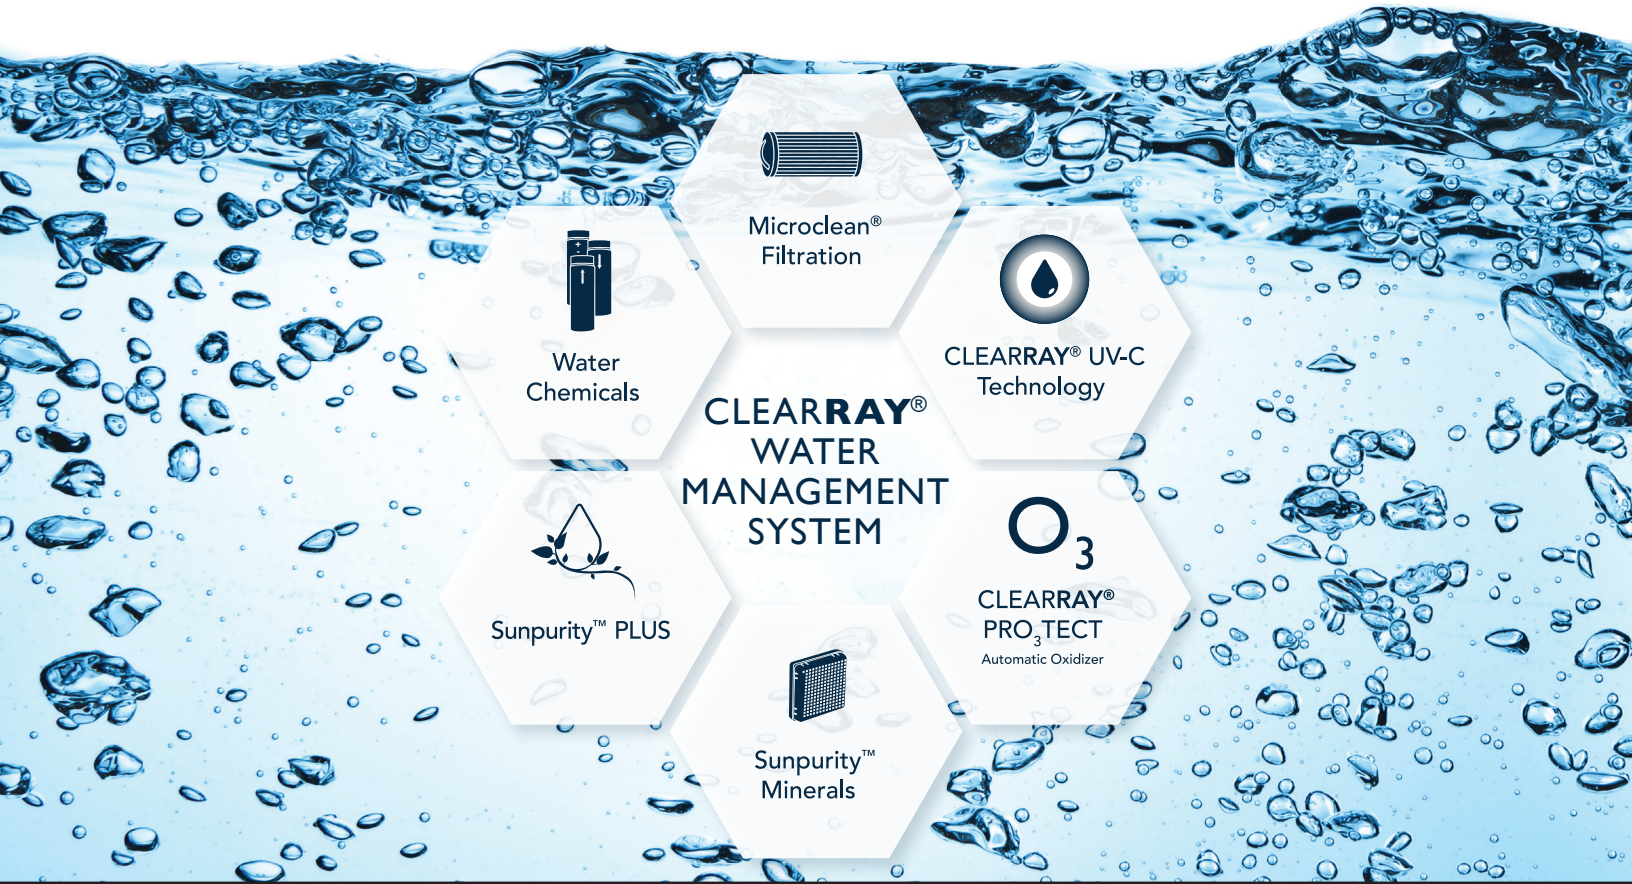 Microclean®
Filtration
Water
Chemicals
CLEARRAY® UV-C
Technology
CLEARRAY®
WATER
MANAGEMENT
SYSTEM
Sunpurity™ PLUS
O₃
CLEARRAY®
PRO₃TECT
Automatic Oxidizer
Sunpurity™
Minerals